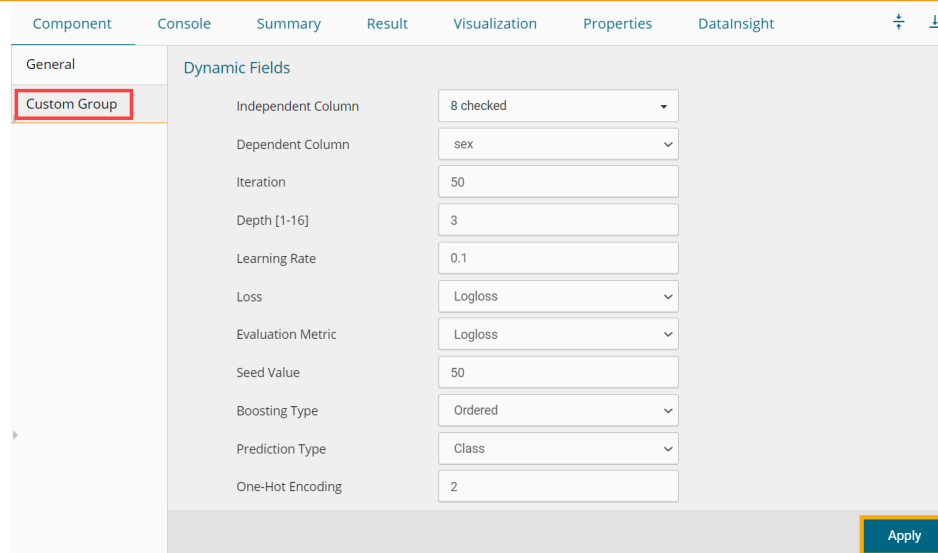 Component Console Summary Result Visualization Properties DataInsight
General
Custom Group
Dynamic Fields
Independent Column 8 checked
Dependent Column sex
Iteration 50
Depth [1-16] 3
Learning Rate 0.1
Loss Logloss
Evaluation Metric Logloss
Seed Value 50
Boosting Type Ordered
Prediction Type Class
One-Hot Encoding 2
Apply